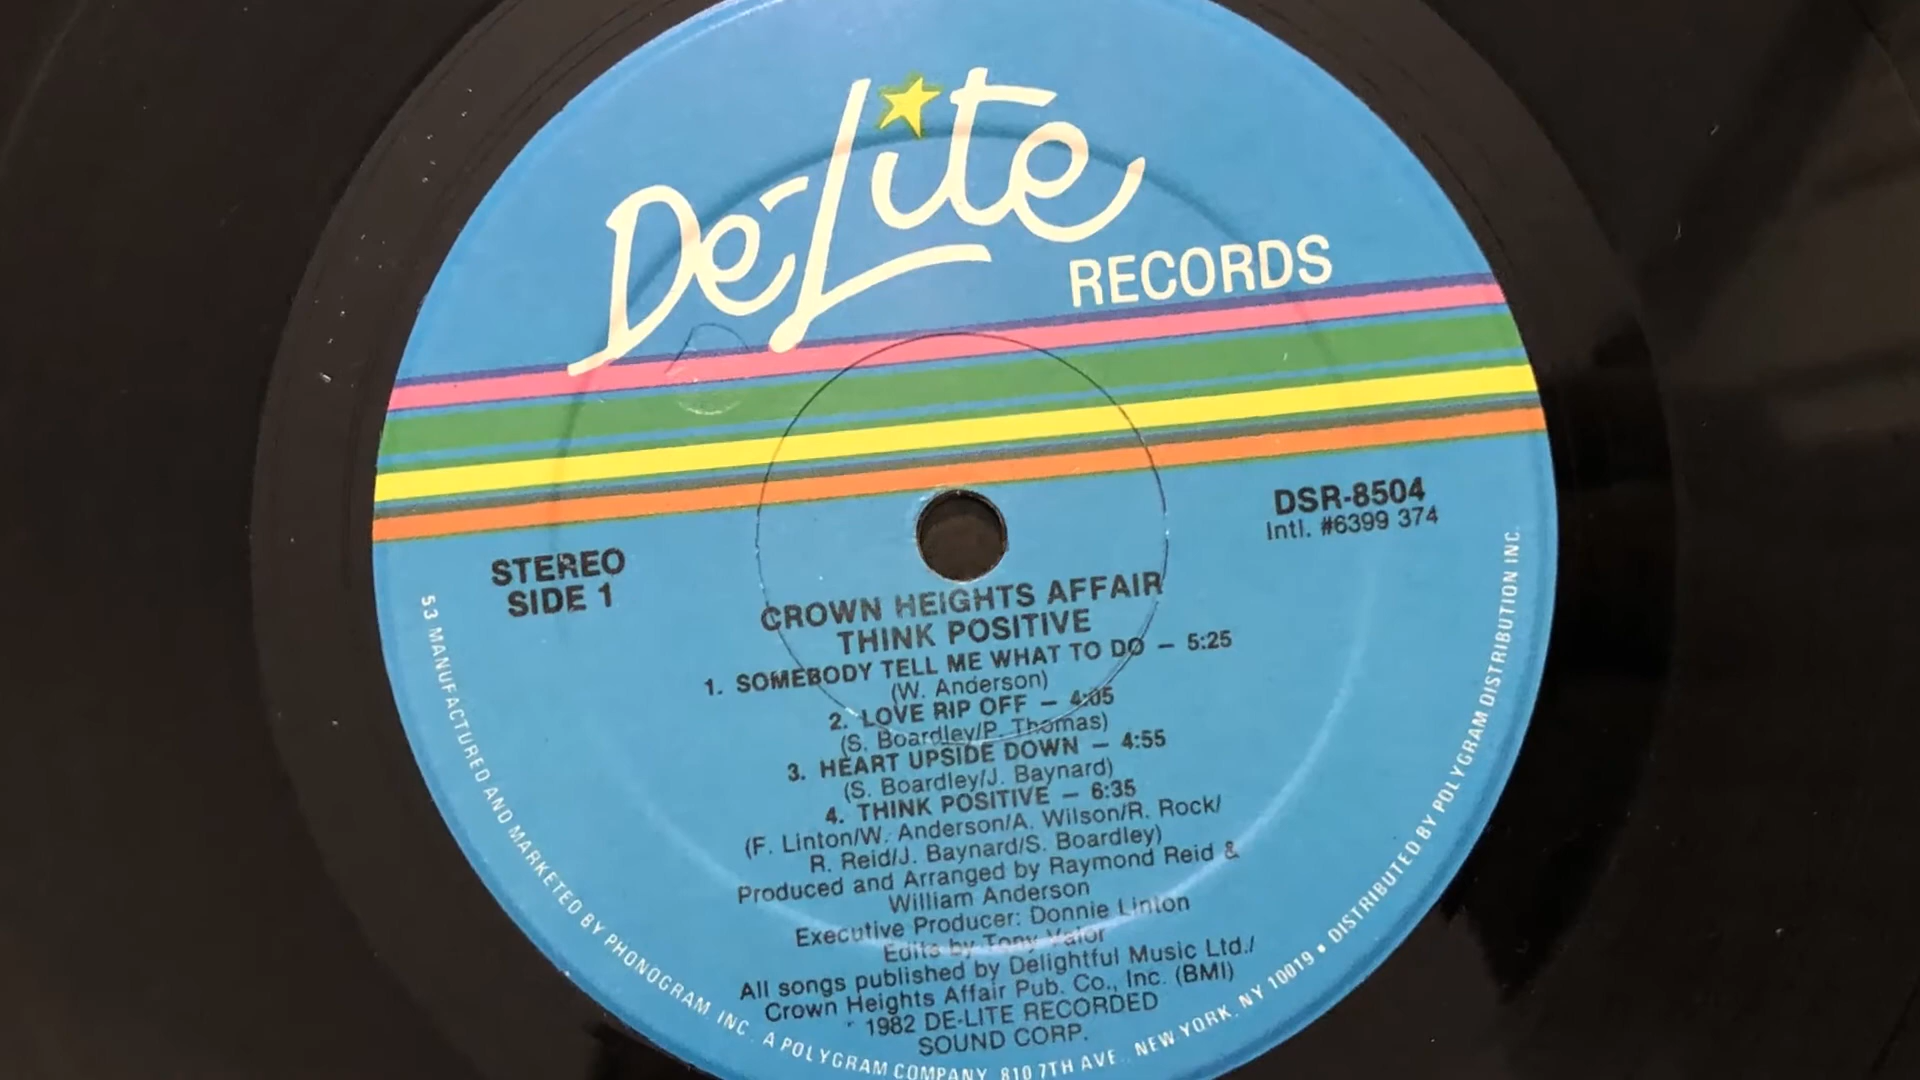 De-Lite
RECORDS
DSR-8504
Intl. #6399 374
STEREO
SIDE 1
CROWN HEIGHTS AFFAIR
THINK POSITIVE
1. SOMEBODY TELL ME WHAT TO DO — 5:25
(W. Anderson)
2. LOVE RIP OFF — 4:05
(S. Boardley/P. Thomas)
3. HEART UPSIDE DOWN — 4:55
(S. Boardley/J. Baynard)
4. THINK POSITIVE — 6:35
(F. Linton/W. Anderson/A. Wilson/R. Rock/
R. Reid/J. Baynard/S. Boardley)
Produced and Arranged by Raymond Reid &
William Anderson
Executive Producer: Donnie Linton
Edits by Tony Valor
All songs published by Delightful Music Ltd./
Crown Heights Affair Pub. Co., Inc. (BMI)
1982 DE-LITE RECORDED
SOUND CORP.
53 MANUFACTURED AND MARKETED BY PHONOGRAM, INC. A POLYGRAM COMPANY, 810 7TH AVE., NEW YORK, NY 10019 • DISTRIBUTED BY POLYGRAM DISTRIBUTION INC.